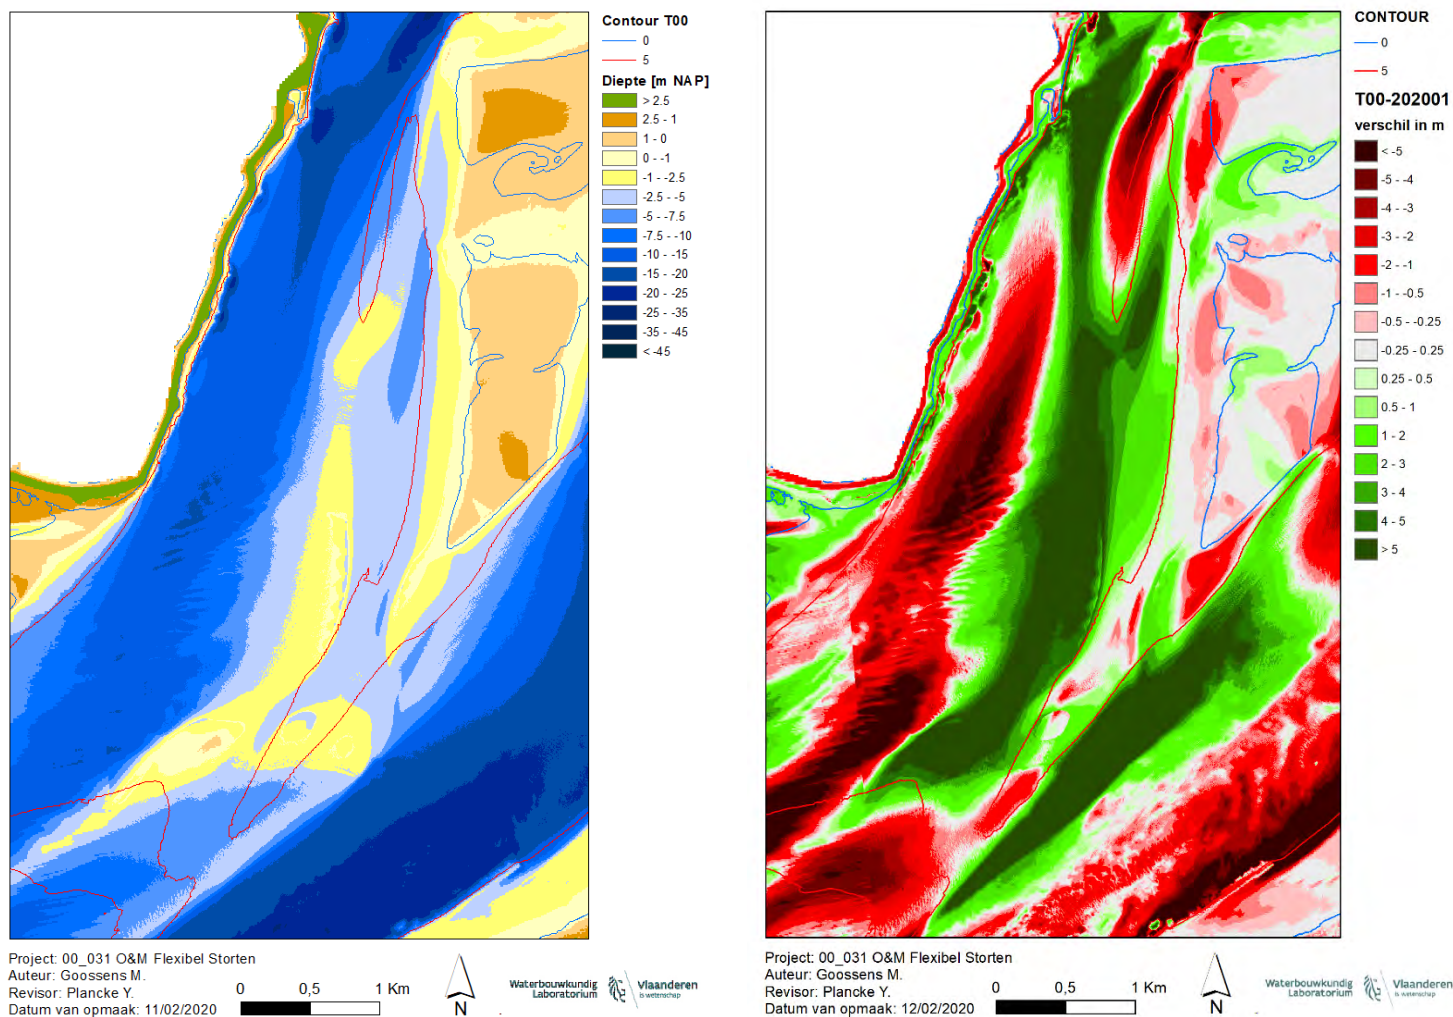 Contour T00
0
5
Diepte [m NAP]
> 2.5
2.5 - 1
1 - 0
0 - -1
-1 - -2.5
-2.5 - -5
-5 - -7.5
-7.5 - -10
-10 - -15
-15 - -20
-20 - -25
-25 - -35
-35 - -45
< -45
Project: 00_031 O&M Flexibel Storten
Auteur: Goossens M.
Revisor: Plancke Y.
Datum van opmaak: 11/02/2020
0 0,5 1 Km
N
Waterbouwkundig
Laboratorium
Vlaanderen
is wetenschap
CONTOUR
0
5
T00-202001
verschil in m
< -5
-5 - -4
-4 - -3
-3 - -2
-2 - -1
-1 - -0.5
-0.5 - -0.25
-0.25 - 0.25
0.25 - 0.5
0.5 - 1
1 - 2
2 - 3
3 - 4
4 - 5
> 5
Project: 00_031 O&M Flexibel Storten
Auteur: Goossens M.
Revisor: Plancke Y.
Datum van opmaak: 12/02/2020
0 0,5 1 Km
N
Waterbouwkundig
Laboratorium
Vlaanderen
is wetenschap